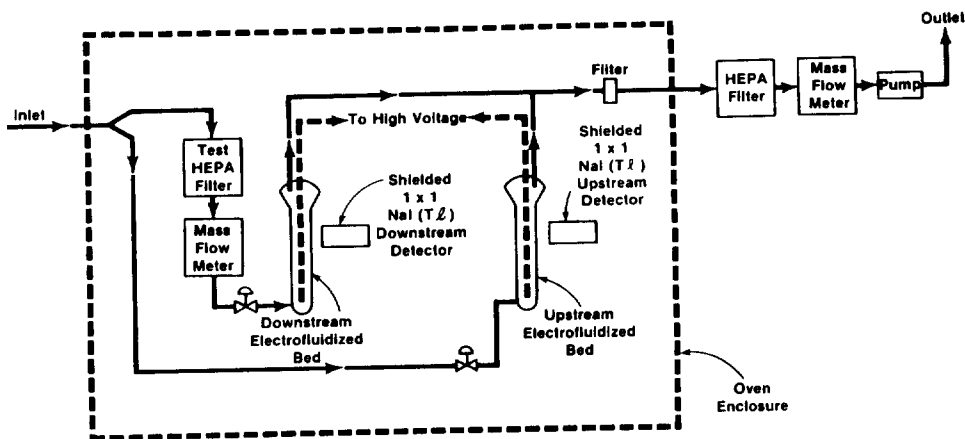 Outlet
Inlet
Test
HEPA
Filter
Mass
Flow
Meter
To High Voltage
Filter
HEPA
Filter
Mass
Flow
Meter
Pump
Shielded
1 x 1
NaI (Tℓ)
Downstream
Detector
Shielded
1 x 1
NaI (Tℓ)
Upstream
Detector
Downstream
Electrofluidized
Bed
Upstream
Electrofluidized
Bed
Oven
Enclosure